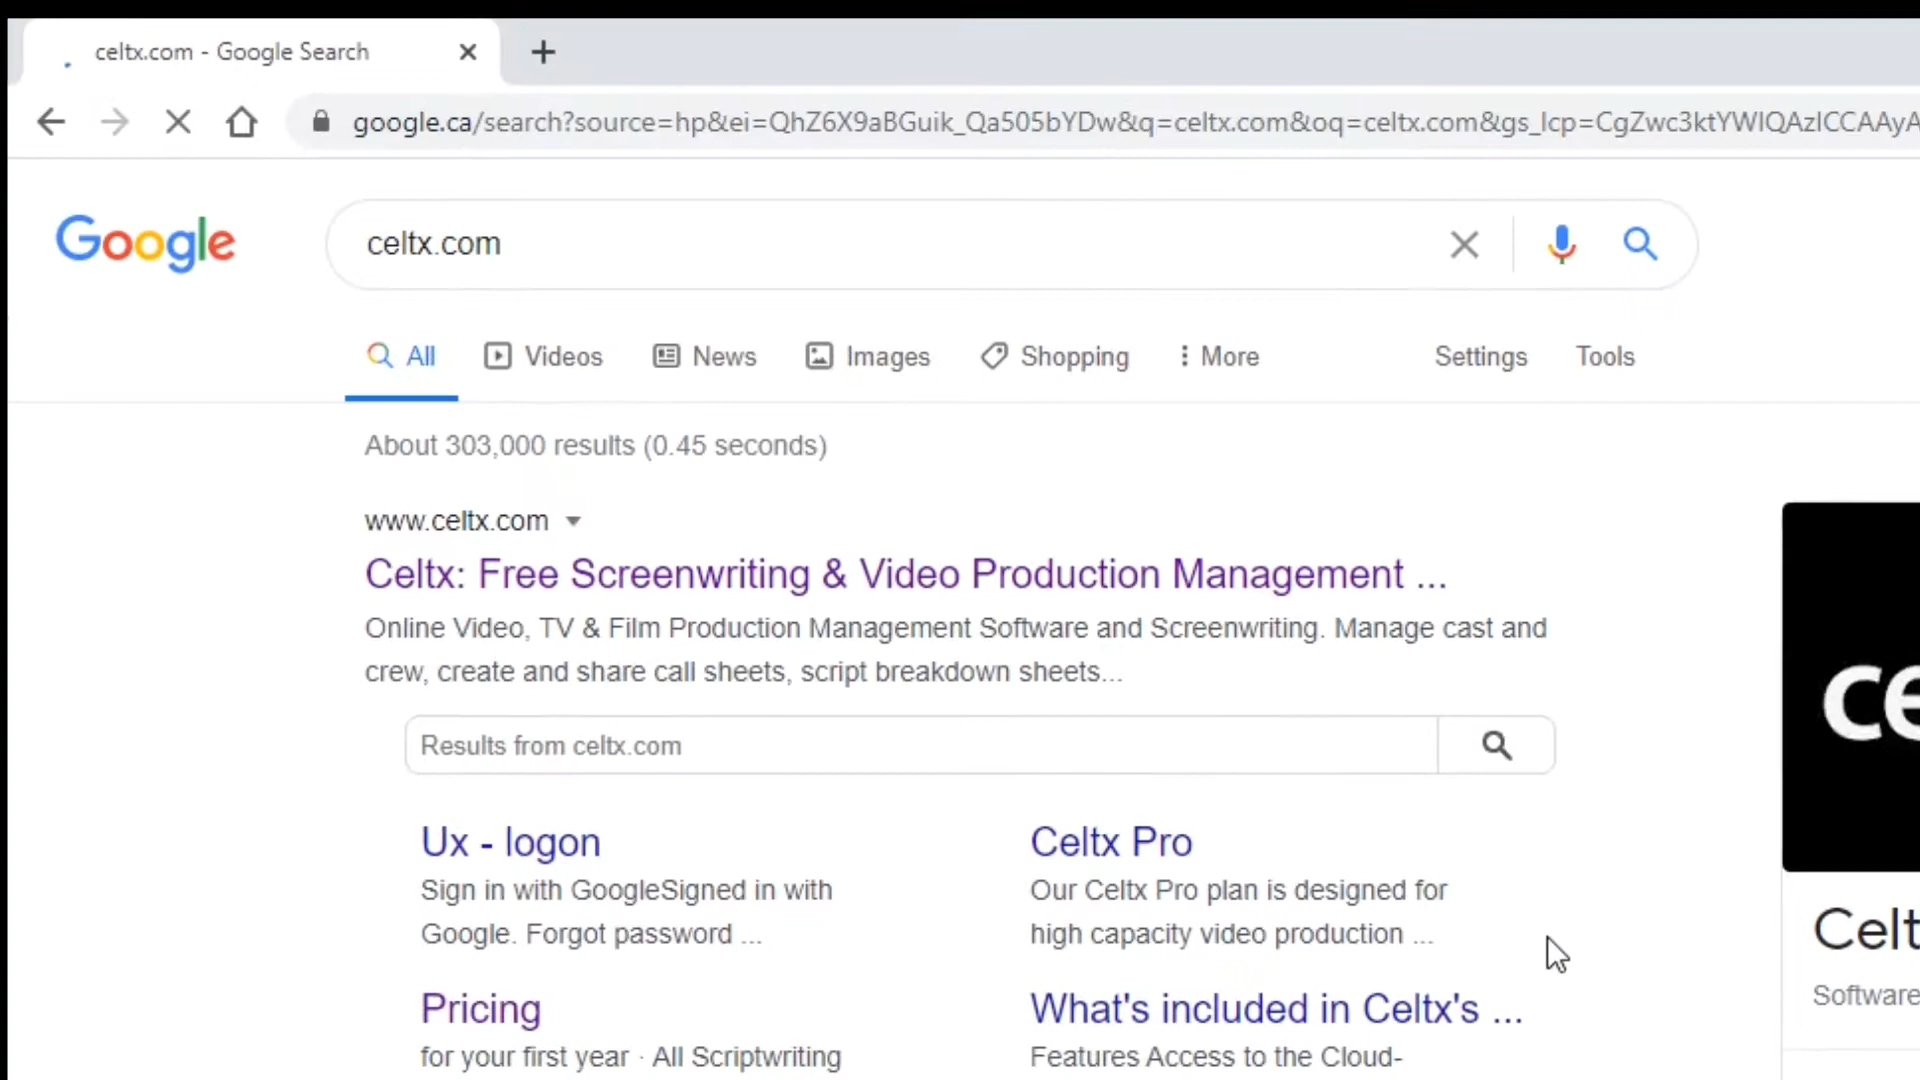 celtx.com - Google Search
google.ca/search?source=hp&ei=QhZ6X9aBGuik_Qa505bYDw&q=celtx.com&oq=celtx.com&gs_lcp=CgZwc3ktYWIQAzICCAAyA
Google
celtx.com
All Videos News Images Shopping More Settings Tools
About 303,000 results (0.45 seconds)
www.celtx.com
Celtx: Free Screenwriting & Video Production Management ...
Online Video, TV & Film Production Management Software and Screenwriting. Manage cast and
crew, create and share call sheets, script breakdown sheets...
Results from celtx.com
Ux - logon
Sign in with GoogleSigned in with
Google. Forgot password ...
Celtx Pro
Our Celtx Pro plan is designed for
high capacity video production ...
Pricing
for your first year · All Scriptwriting
What's included in Celtx's ...
Features Access to the Cloud-
ce
Celt
Software